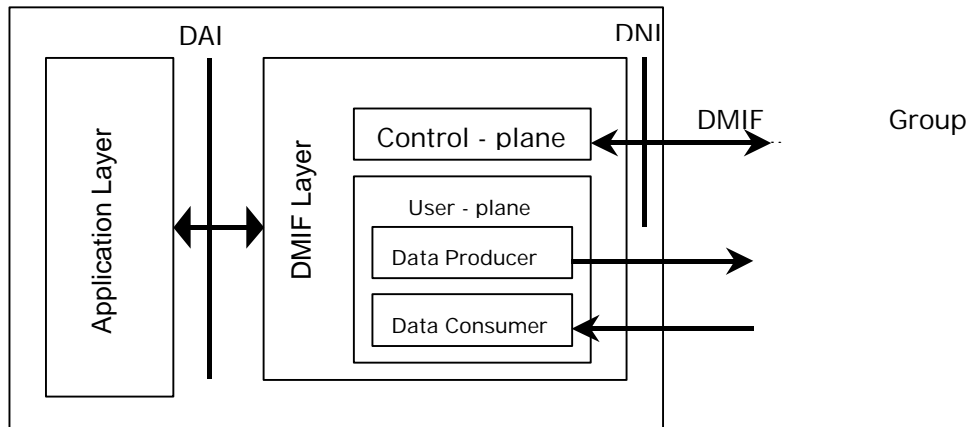 DAI
DNI
Application Layer
DMIF Layer
Control - plane
DMIF
Group
User - plane
Data Producer
Data Consumer